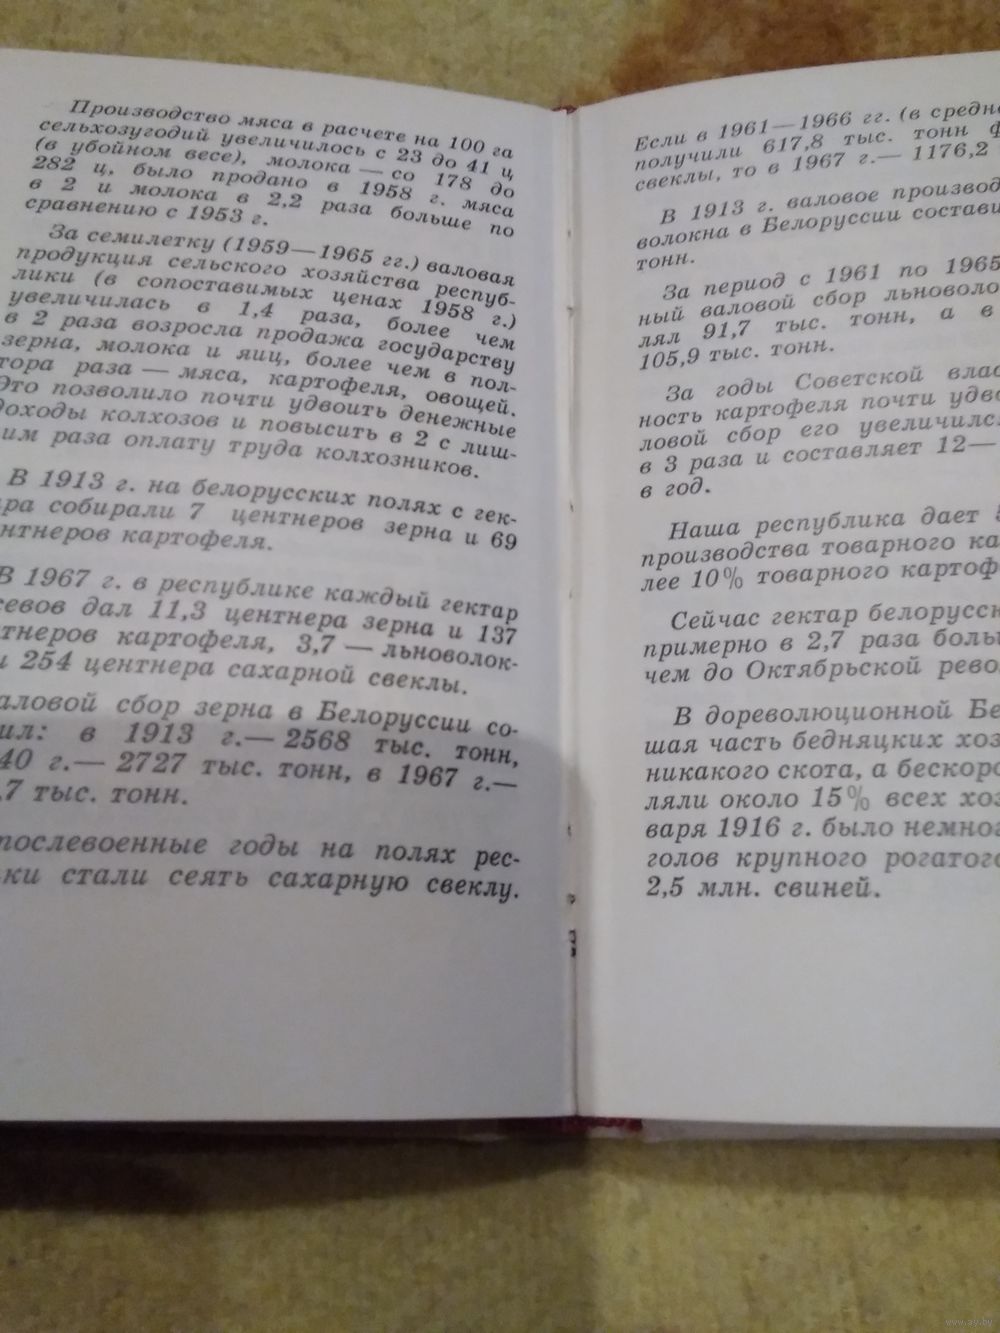 Производство мяса в расчете на 100 га
сельхозугодий увеличилось с 23 до 41 ц
(в убойном весе), молока — со 178 до
282 ц, было продано в 1958 г. мяса
в 2 и молока в 2,2 раза больше по
сравнению с 1953 г.
За семилетку (1959—1965 гг.) валовая
продукция сельского хозяйства респуб-
лики (в сопоставимых ценах 1958 г.)
увеличилась в 1,4 раза, более чем
в 2 раза возросла продажа государству
зерна, молока и яиц, более чем в пол-
тора раза — мяса, картофеля, овощей.
Это позволило почти удвоить денежные
доходы колхозов и повысить в 2 с лиш-
им раза оплату труда колхозников.
В 1913 г. на белорусских полях с гек-
ра собирали 7 центнеров зерна и 69
нтнеров картофеля.
В 1967 г. в республике каждый гектар
севов дал 11,3 центнера зерна и 137
тнеров картофеля, 3,7 — льноволок-
и 254 центнера сахарной свеклы.
аловой сбор зерна в Белоруссии со-
ил: в 1913 г.— 2568 тыс. тонн,
40 г.— 2727 тыс. тонн, в 1967 г.—
,7 тыс. тонн.
послевоенные годы на полях рес-
ки стали сеять сахарную свеклу.
Если в 1961—1966 гг. (в средне
получили 617,8 тыс. тонн ф
свеклы, то в 1967 г.— 1176,2
В 1913 г. валовое производ
волокна в Белоруссии состави
тонн.
За период с 1961 по 1965
ный валовой сбор льноволо
лял 91,7 тыс. тонн, а в
105,9 тыс. тонн.
За годы Советской влас
ность картофеля почти удво
ловой сбор его увеличилс
в 3 раза и составляет 12—
в год.
Наша республика дает
производства товарного ка
лее 10% товарного картоф
Сейчас гектар белорусск
примерно в 2,7 раза боль
чем до Октябрьской рево
В дореволюционной Бе
шая часть бедняцких хоз
никакого скота, а бескоро
ляли около 15% всех хоз
варя 1916 г. было немног
голов крупного рогатого
2,5 млн. свиней.
www.ay.by